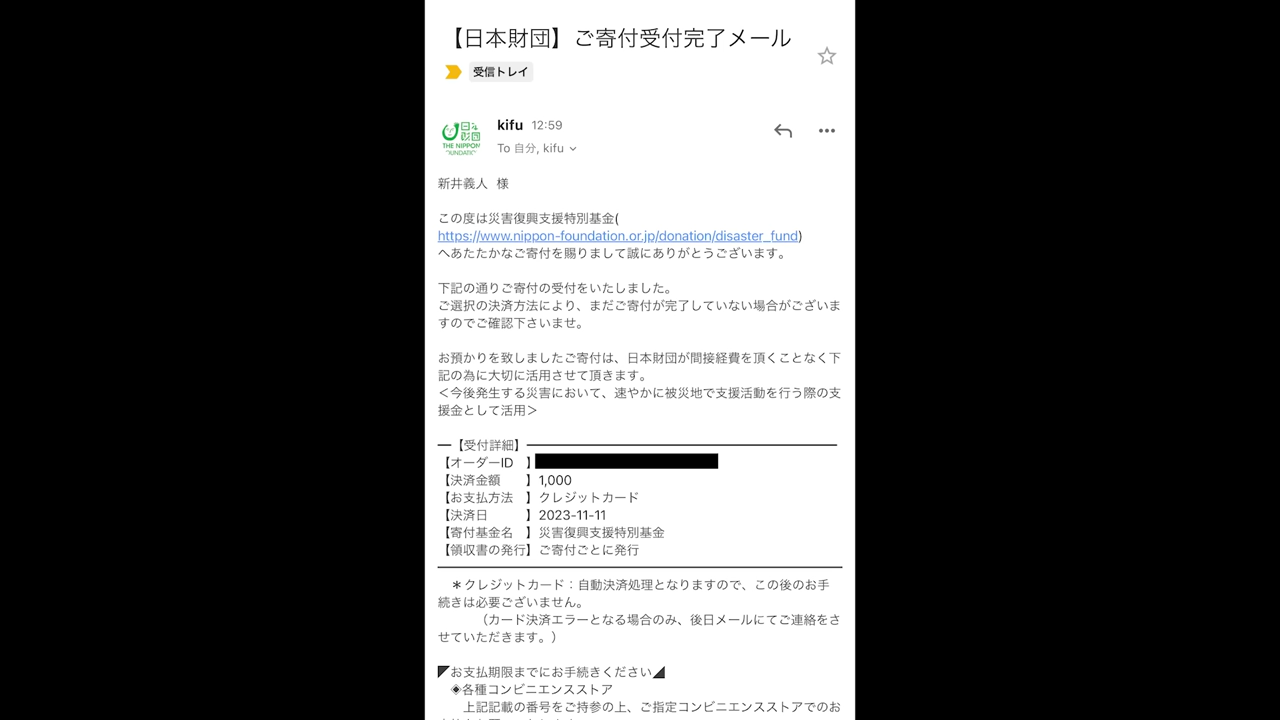 【日本財団】ご寄付受付完了メール
受信トレイ
日本財団
THE NIPPON
kifu 12:59
To 自分, kifu
新井義人 様
この度は災害復興支援特別基金(
https://www.nippon-foundation.or.jp/donation/disaster_fund)
へあたたかなご寄付を賜りまして誠にありがとうございます。
下記の通りご寄付の受付をいたしました。
ご選択の決済方法により、まだご寄付が完了していない場合がございま
すのでご確認下さいませ。
お預かりを致しましたご寄付は、日本財団が間接経費を頂くことなく下
記の為に大切に活用させて頂きます。
＜今後発生する災害において、速やかに被災地で支援活動を行う際の支
援金として活用＞
━【受付詳細】━━━━━━━━━━━━━━━━━━
【オーダーID 】
【決済金額 】1,000
【お支払方法 】クレジットカード
【決済日 】2023-11-11
【寄付基金名 】災害復興支援特別基金
【領収書の発行】ご寄付ごとに発行
＊クレジットカード：自動決済処理となりますので、この後のお手
続きは必要ございません。
（カード決済エラーとなる場合のみ、後日メールにてご連絡をさ
せていただきます。）
◤お支払期限までにお手続きください◢
◈各種コンビニエンスストア
上記記載の番号をご持参の上、ご指定コンビニエンスストアでのお